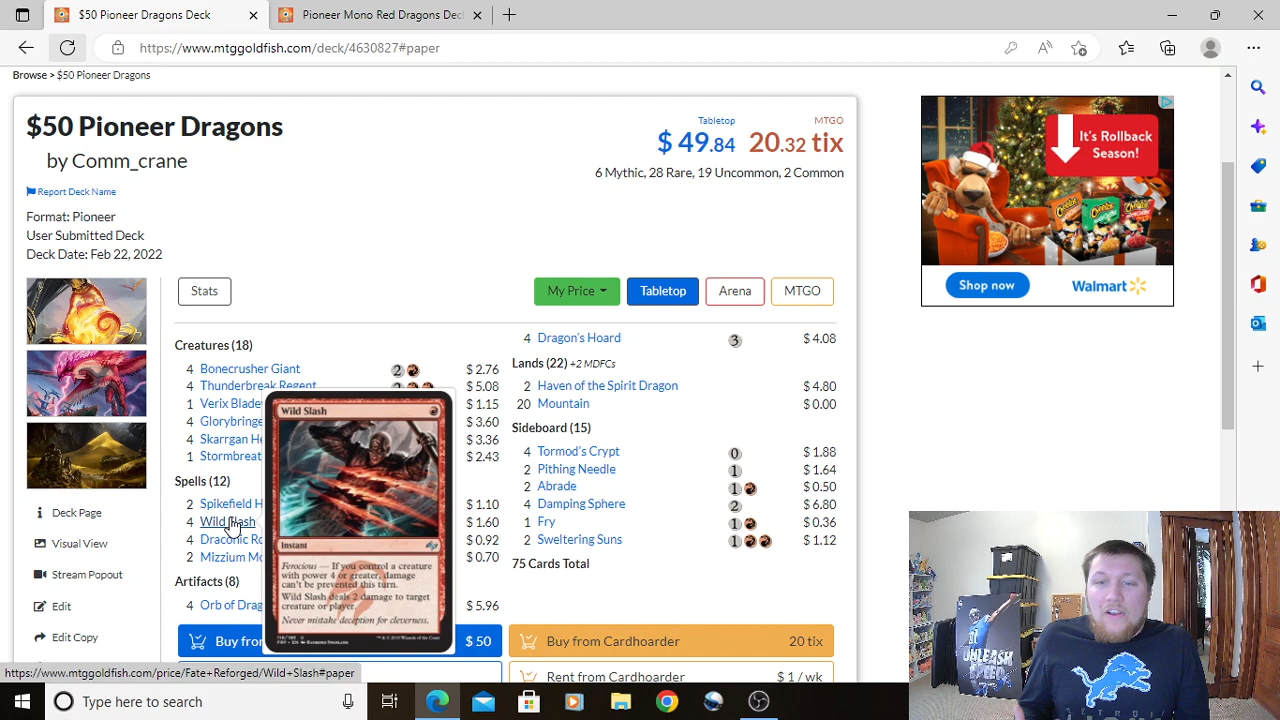 $50 Pioneer Dragons Deck
Pioneer Dragons Deck
https://www.mtggoldfish.com/deck/4630827#paper
Browse > $50 Pioneer Dragons
$50 Pioneer Dragons
by Comm_crane
Report Deck Name
Tabletop
$ 49.84
MTGO
20.32 tix
6 Mythic, 28 Rare, 19 Uncommon, 2 Common
Format: Pioneer
User Submitted Deck
Deck Date: Feb 22, 2022
Stats
My Price
Tabletop
Arena
MTGO
Creatures (18)
4 Bonecrusher Giant 2 $ 2.76
4 Thunderbreak Regent 2 $ 5.08
1 Verix Blade $ 1.15
4 Glorybringe $ 3.60
4 Skarrgan He $ 3.36
1 Stormbreat $ 2.43
Spells (12)
2 Spikefield H $ 1.10
4 Wild Slash $ 1.60
4 Draconic Ro $ 0.92
2 Mizzium Mo $ 0.70
Artifacts (8)
4 Orb of Drag $ 5.96
4 Dragon's Hoard 3 $ 4.08
Lands (22) +2 MDFCs
2 Haven of the Spirit Dragon $ 4.80
20 Mountain $ 0.00
Sideboard (15)
4 Tormod's Crypt 0 $ 1.88
2 Pithing Needle 1 $ 1.64
2 Abrade 1 $ 0.50
4 Damping Sphere 2 $ 6.80
1 Fry 1 $ 0.36
2 Sweltering Suns 1 $ 1.12
75 Cards Total
Wild Slash
Instant
Ferocious — If you control a creature
with power 4 or greater, damage
can't be prevented this turn.
Wild Slash deals 2 damage to target
creature or player.
Never mistake deception for cleverness.
Deck Page
Visual View
Stream Popout
Edit
Edit Copy
Buy fro $ 50
Buy from Cardhoarder 20 tix
Rent from Cardhoarder $ 1 / wk
It's Rollback
Season!
Cheetos
Cheetos
Cheetos
Shop now
Walmart
UNLEASH
https://www.mtggoldfish.com/price/Fate+Reforged/Wild+Slash#paper
Type here to search